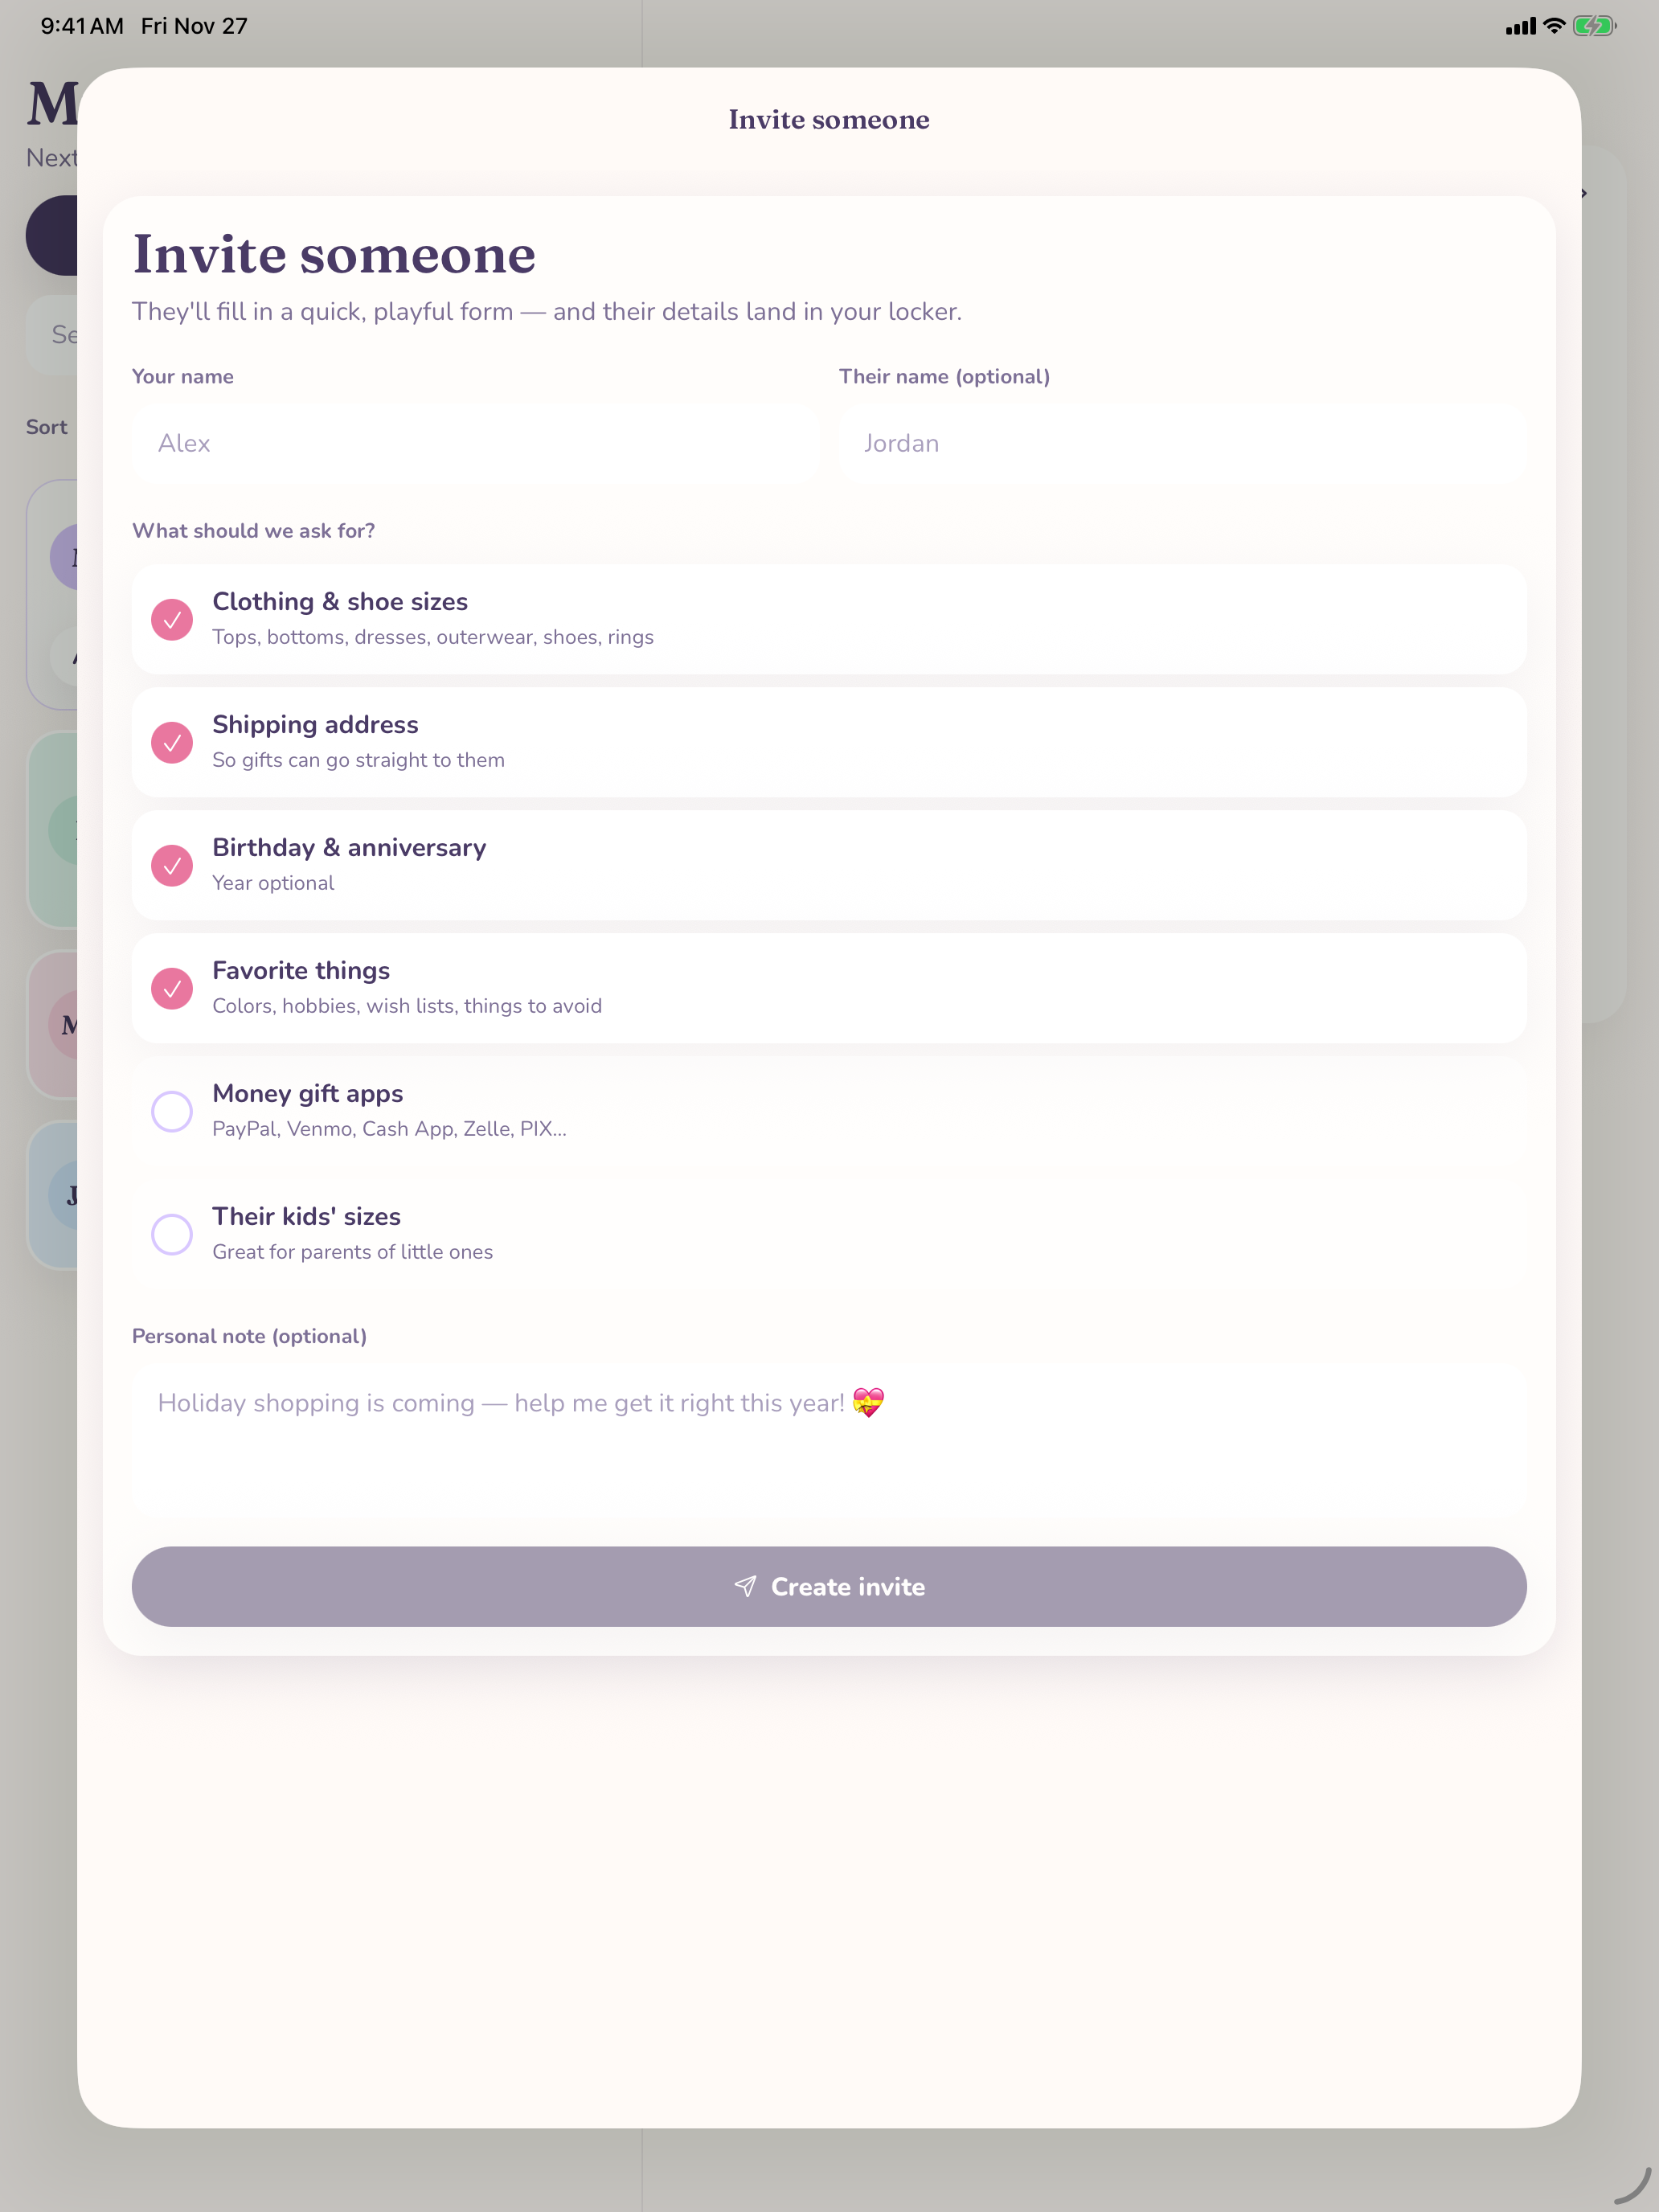 9:41 AM Fri Nov 27
Invite someone
Next
Sort
Invite someone
They'll fill in a quick, playful form — and their details land in your locker.
Your name
Their name (optional)
Alex
Jordan
What should we ask for?
Clothing & shoe sizes
Tops, bottoms, dresses, outerwear, shoes, rings
Shipping address
So gifts can go straight to them
Birthday & anniversary
Year optional
Favorite things
Colors, hobbies, wish lists, things to avoid
Money gift apps
PayPal, Venmo, Cash App, Zelle, PIX...
Their kids' sizes
Great for parents of little ones
Personal note (optional)
Holiday shopping is coming — help me get it right this year! 💝
Create invite